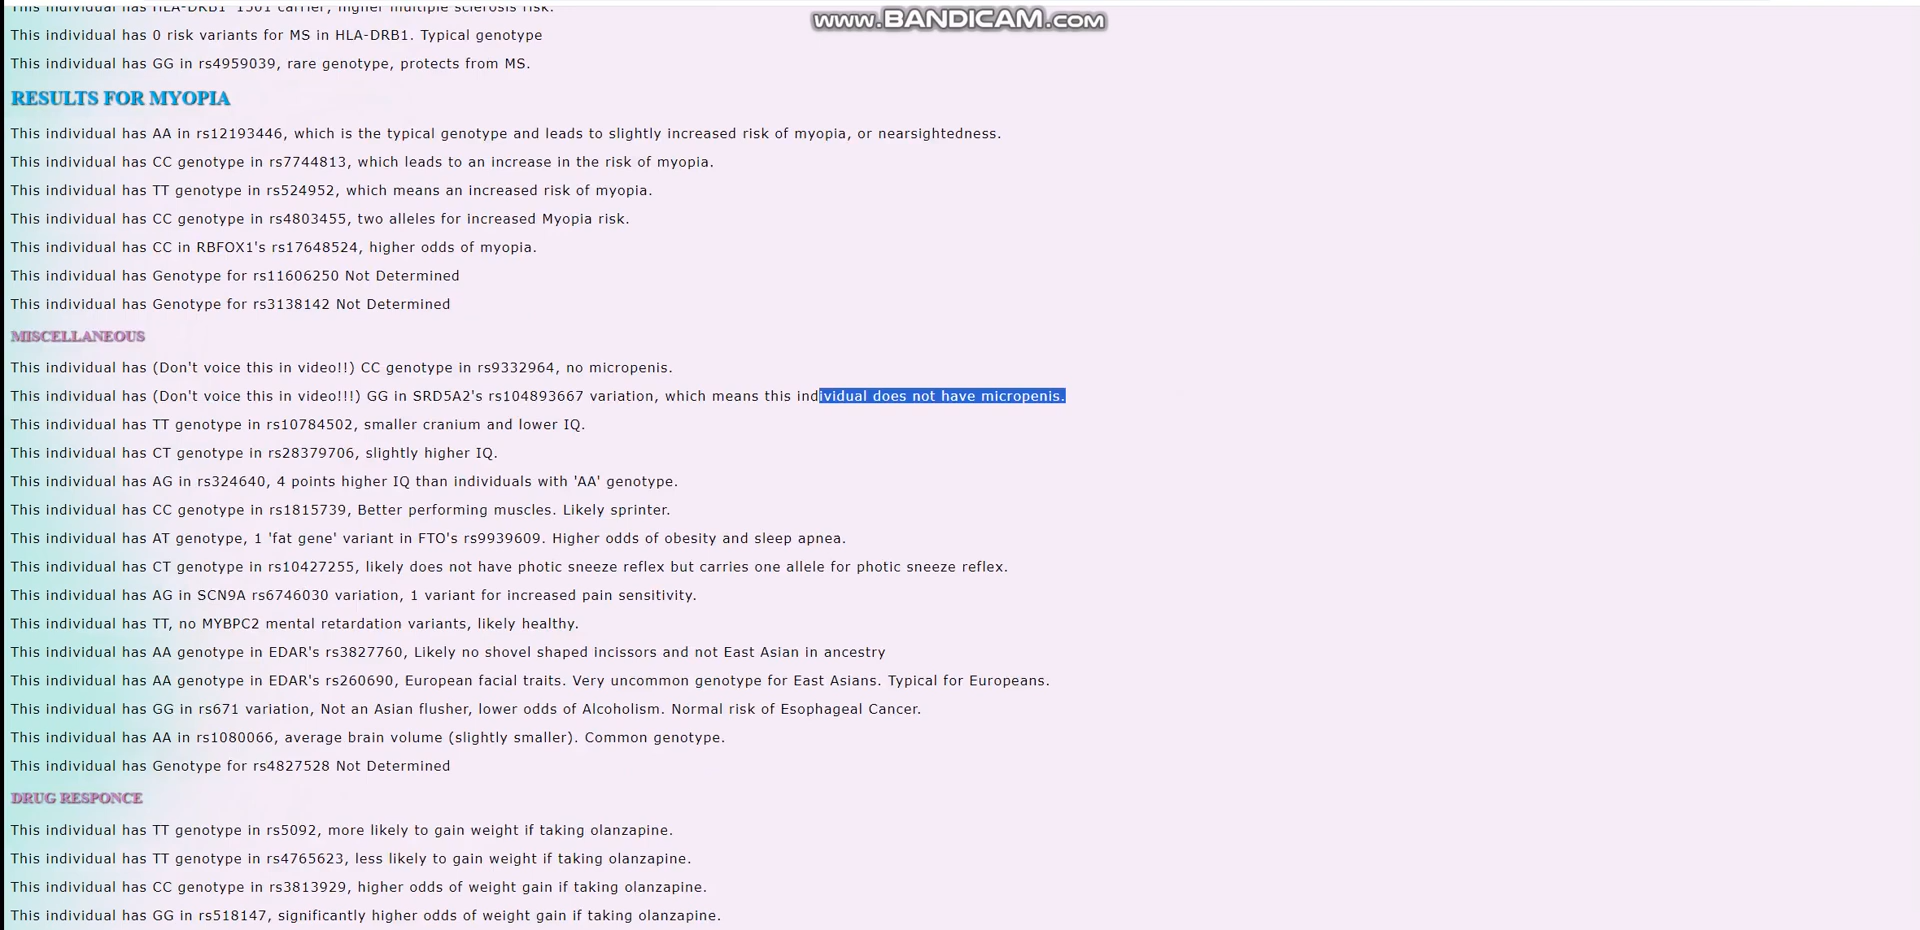 This individual has HLA-DRB1*1501 carrier, higher multiple sclerosis risk.
www.BANDICAM.com
This individual has 0 risk variants for MS in HLA-DRB1. Typical genotype
This individual has GG in rs4959039, rare genotype, protects from MS.
RESULTS FOR MYOPIA
This individual has AA in rs12193446, which is the typical genotype and leads to slightly increased risk of myopia, or nearsightedness.
This individual has CC genotype in rs7744813, which leads to an increase in the risk of myopia.
This individual has TT genotype in rs524952, which means an increased risk of myopia.
This individual has CC genotype in rs4803455, two alleles for increased Myopia risk.
This individual has CC in RBFOX1's rs17648524, higher odds of myopia.
This individual has Genotype for rs11606250 Not Determined
This individual has Genotype for rs3138142 Not Determined
MISCELLANEOUS
This individual has (Don't voice this in video!!) CC genotype in rs9332964, no micropenis.
This individual has (Don't voice this in video!!!) GG in SRD5A2's rs104893667 variation, which means this individual does not have micropenis.
This individual has TT genotype in rs10784502, smaller cranium and lower IQ.
This individual has CT genotype in rs28379706, slightly higher IQ.
This individual has AG in rs324640, 4 points higher IQ than individuals with 'AA' genotype.
This individual has CC genotype in rs1815739, Better performing muscles. Likely sprinter.
This individual has AT genotype, 1 'fat gene' variant in FTO's rs9939609. Higher odds of obesity and sleep apnea.
This individual has CT genotype in rs10427255, likely does not have photic sneeze reflex but carries one allele for photic sneeze reflex.
This individual has AG in SCN9A rs6746030 variation, 1 variant for increased pain sensitivity.
This individual has TT, no MYBPC2 mental retardation variants, likely healthy.
This individual has AA genotype in EDAR's rs3827760, Likely no shovel shaped incissors and not East Asian in ancestry
This individual has AA genotype in EDAR's rs260690, European facial traits. Very uncommon genotype for East Asians. Typical for Europeans.
This individual has GG in rs671 variation, Not an Asian flusher, lower odds of Alcoholism. Normal risk of Esophageal Cancer.
This individual has AA in rs1080066, average brain volume (slightly smaller). Common genotype.
This individual has Genotype for rs4827528 Not Determined
DRUG RESPONCE
This individual has TT genotype in rs5092, more likely to gain weight if taking olanzapine.
This individual has TT genotype in rs4765623, less likely to gain weight if taking olanzapine.
This individual has CC genotype in rs3813929, higher odds of weight gain if taking olanzapine.
This individual has GG in rs518147, significantly higher odds of weight gain if taking olanzapine.